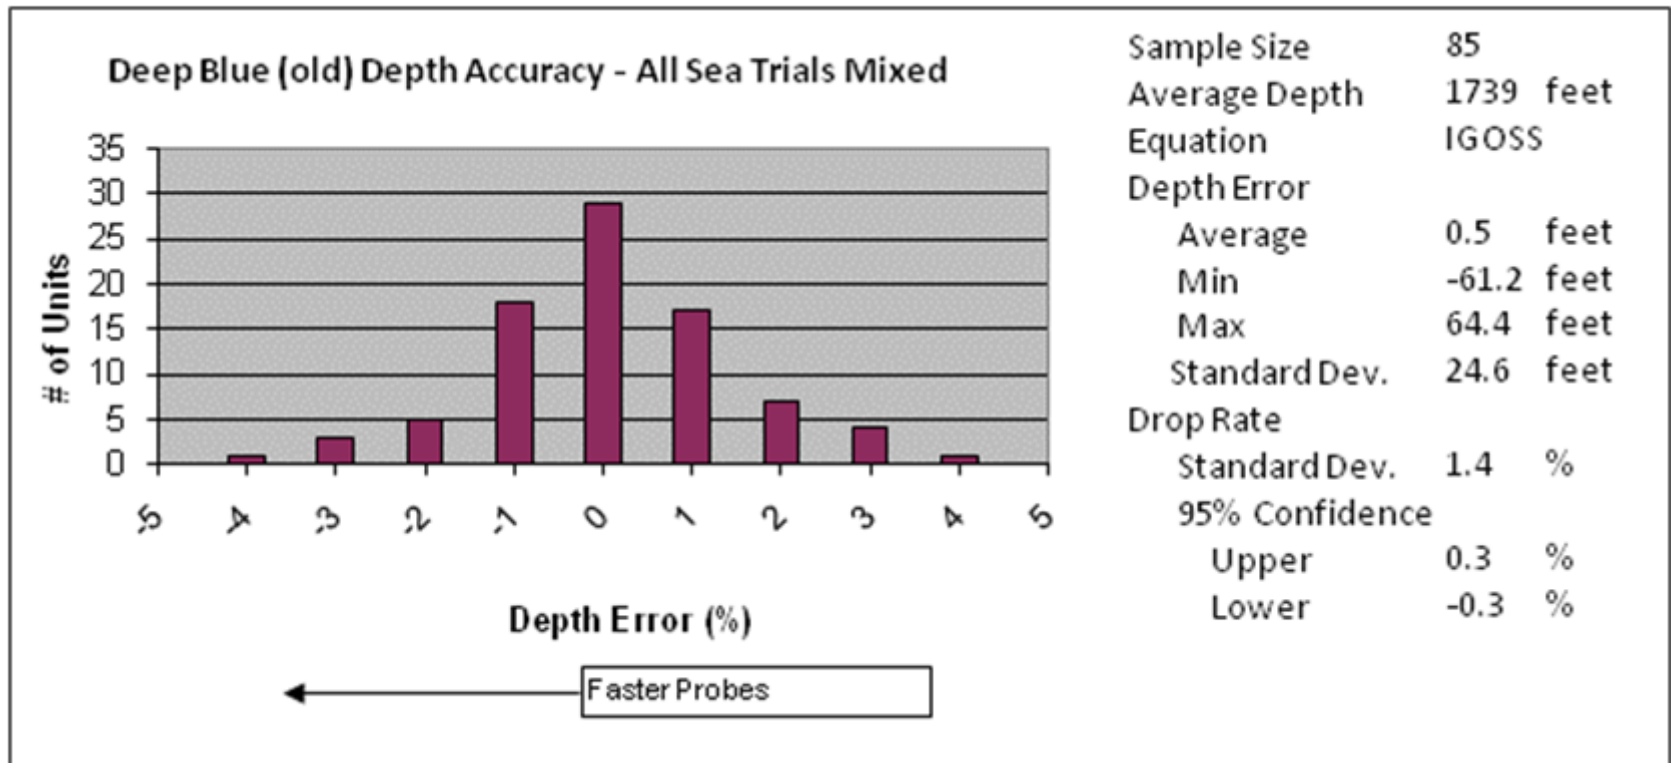 Deep Blue (old) Depth Accuracy - All Sea Trials Mixed
# of Units
35
30
25
20
15
10
5
0
-5 -4 -3 -2 -1 0 1 2 3 4 5
Depth Error (%)
Faster Probes
Sample Size 85
Average Depth 1739 feet
Equation IGOSS
Depth Error
Average 0.5 feet
Min -61.2 feet
Max 64.4 feet
Standard Dev. 24.6 feet
Drop Rate
Standard Dev. 1.4 %
95% Confidence
Upper 0.3 %
Lower -0.3 %